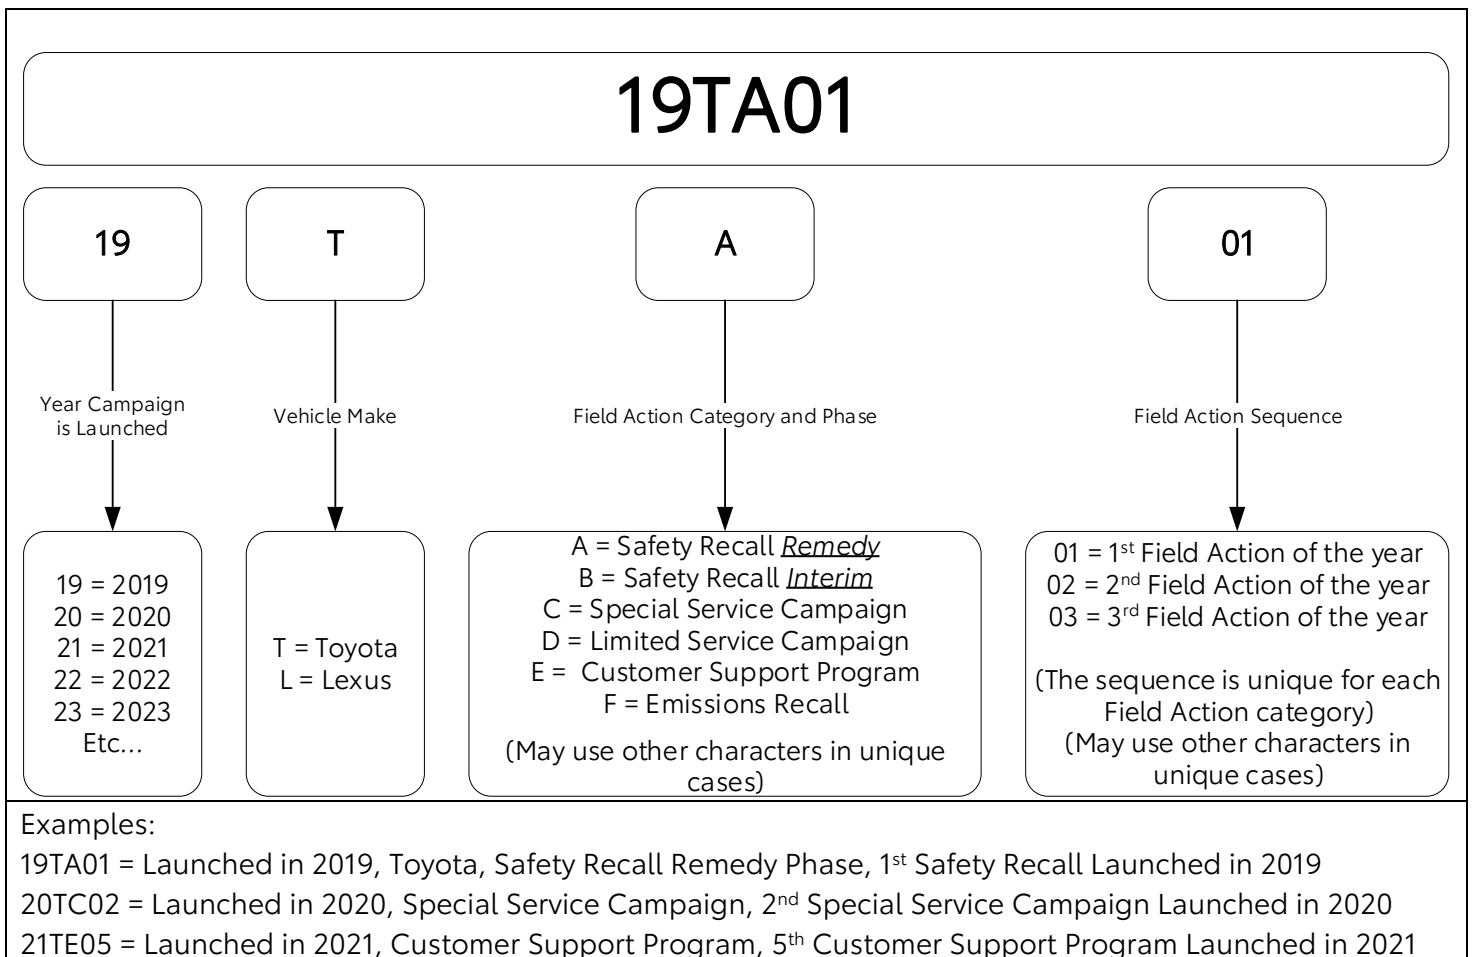 19TA01
19
T
A
01
Year Campaign
is Launched
Vehicle Make
Field Action Category and Phase
Field Action Sequence
19 = 2019
20 = 2020
21 = 2021
22 = 2022
23 = 2023
Etc...
T = Toyota
L = Lexus
A = Safety Recall Remedy
B = Safety Recall Interim
C = Special Service Campaign
D = Limited Service Campaign
E =  Customer Support Program
F = Emissions Recall
(May use other characters in unique
cases)
01 = 1st Field Action of the year
02 = 2nd Field Action of the year
03 = 3rd Field Action of the year
(The sequence is unique for each
Field Action category)
(May use other characters in
unique cases)
Examples:
19TA01 = Launched in 2019, Toyota, Safety Recall Remedy Phase, 1st Safety Recall Launched in 2019
20TC02 = Launched in 2020, Special Service Campaign, 2nd Special Service Campaign Launched in 2020
21TE05 = Launched in 2021, Customer Support Program, 5th Customer Support Program Launched in 2021